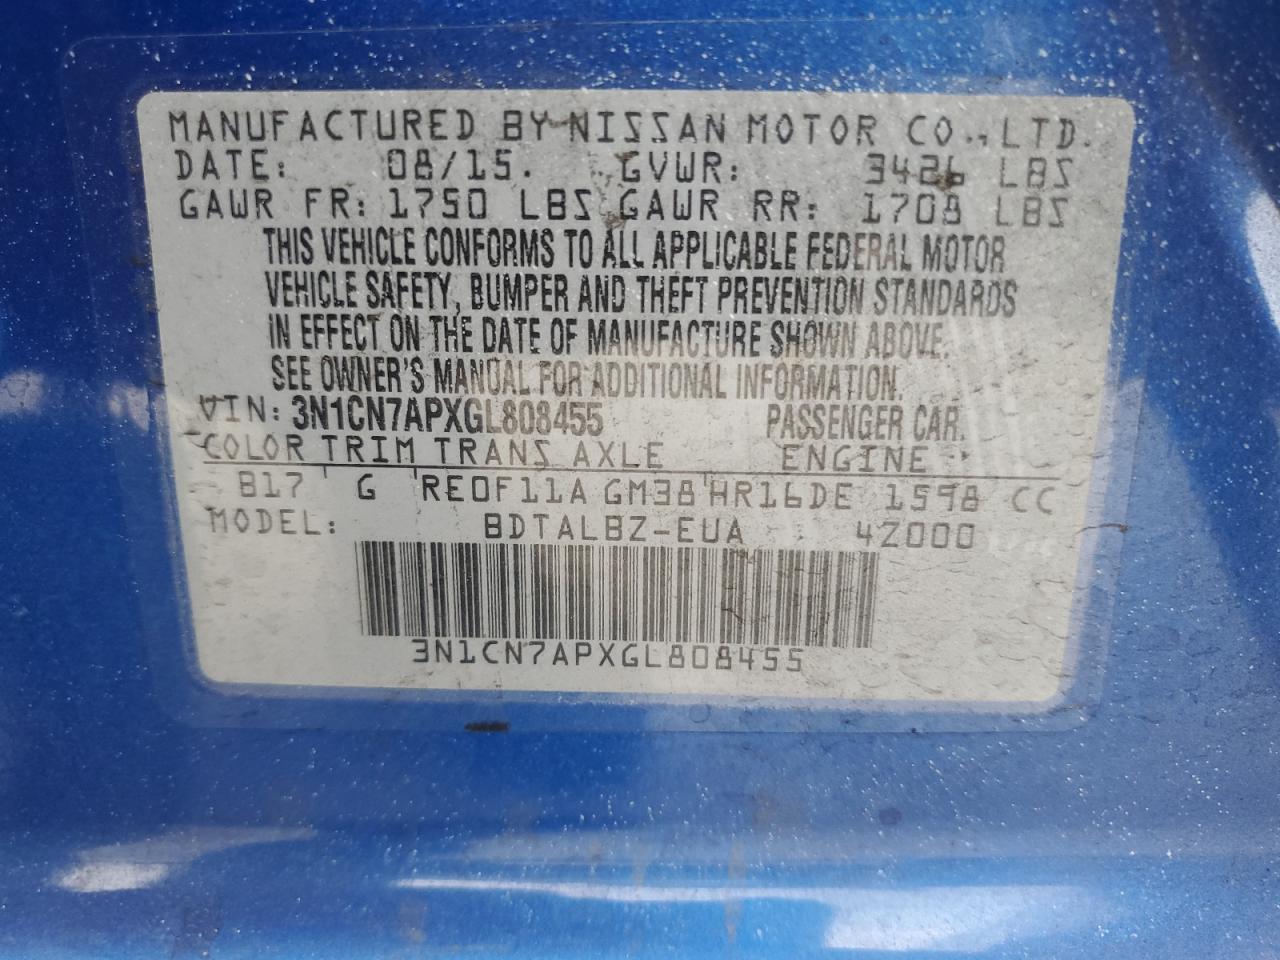 MANUFACTURED BY NISSAN MOTOR CO., LTD.
DATE: 08/15. GVWR: 3426 LBS
GAWR FR: 1750 LBS GAWR RR: 1708 LBS
THIS VEHICLE CONFORMS TO ALL APPLICABLE FEDERAL MOTOR
VEHICLE SAFETY, BUMPER AND THEFT PREVENTION STANDARDS
IN EFFECT ON THE DATE OF MANUFACTURE SHOWN ABOVE.
SEE OWNER'S MANUAL FOR ADDITIONAL INFORMATION.
VIN: 3N1CN7APXGL808455 PASSENGER CAR.
COLOR TRIM TRANS AXLE ENGINE
B17 G RE0F11A GM38 HR16DE 1598 CC
MODEL: BDTALBZ-EUA 4Z000
3N1CN7APXGL808455